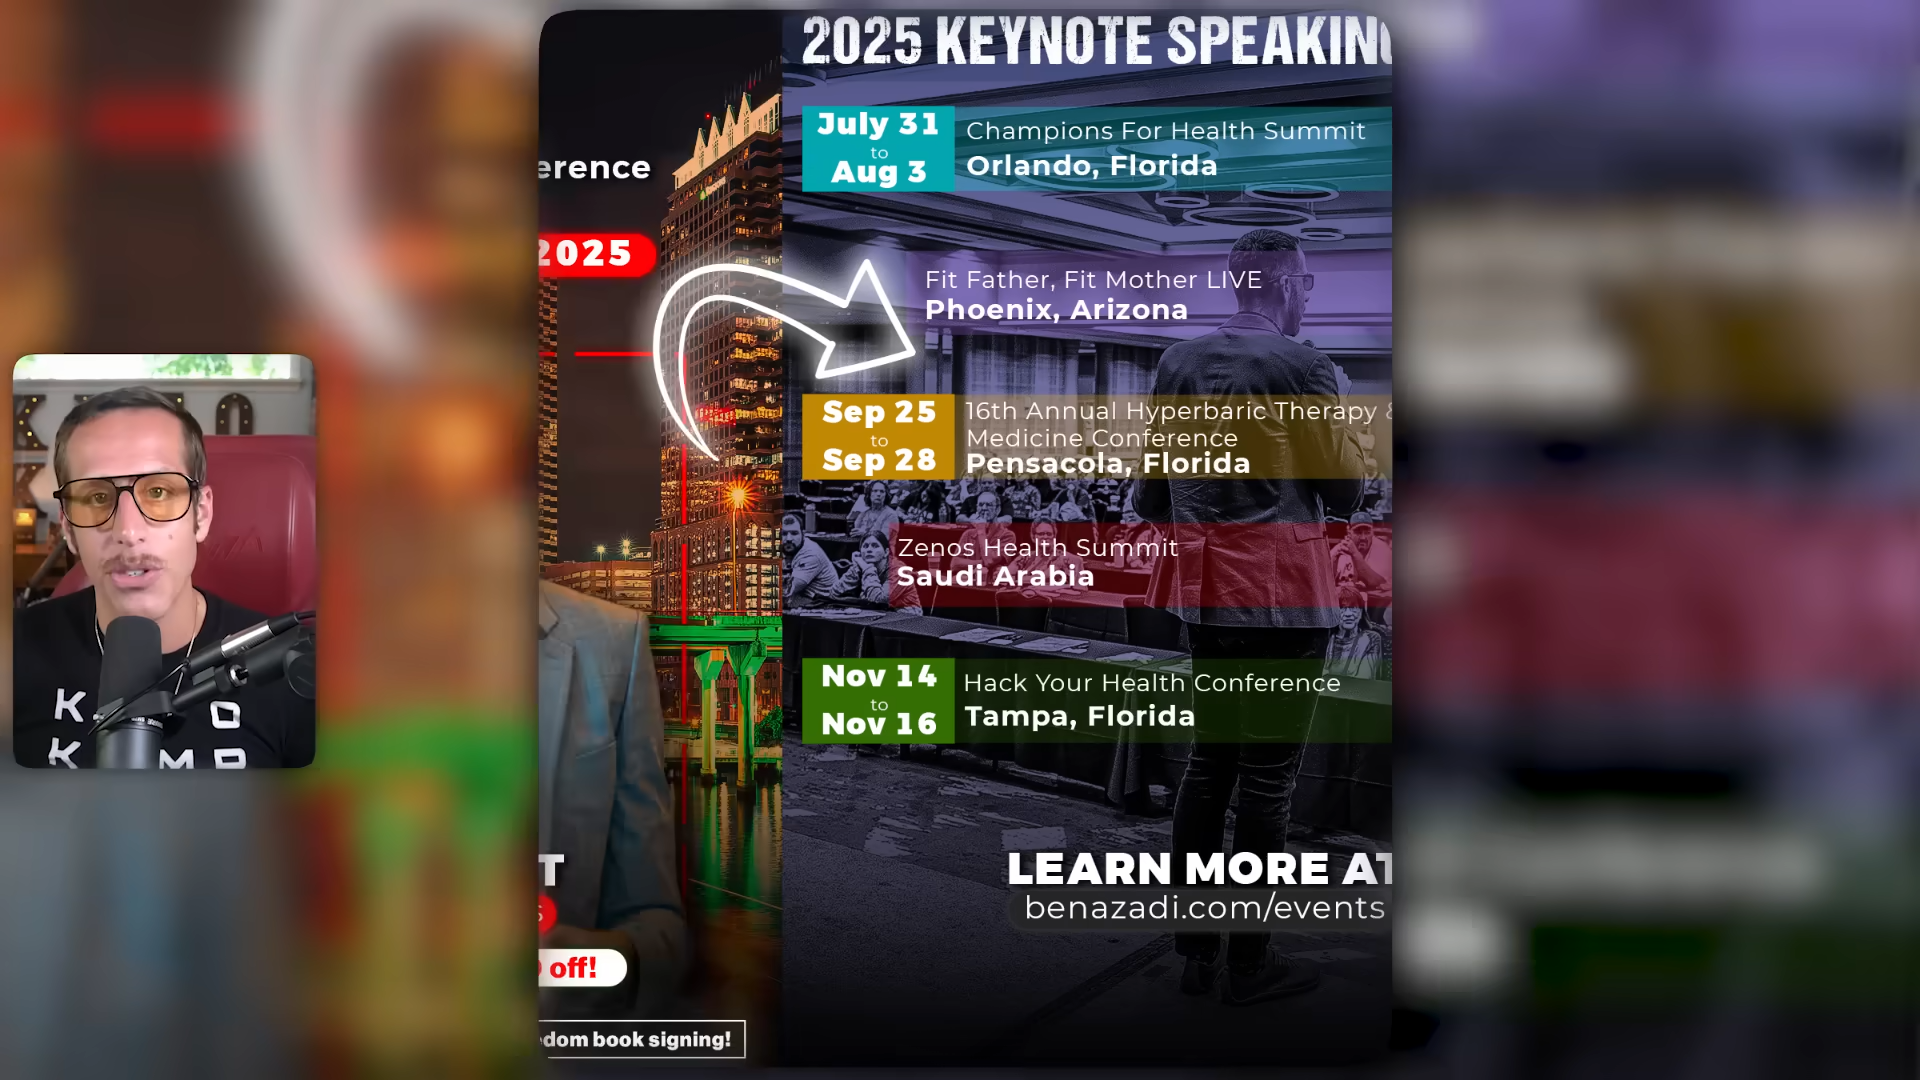 2025 KEYNOTE SPEAKING
July 31
to
Aug 3
Champions For Health Summit
Orlando, Florida
erence
2025
Fit Father, Fit Mother LIVE
Phoenix, Arizona
Sep 25
to
Sep 28
16th Annual Hyperbaric Therapy &
Medicine Conference
Pensacola, Florida
Zenos Health Summit
Saudi Arabia
Nov 14
to
Nov 16
Hack Your Health Conference
Tampa, Florida
T
LEARN MORE AT
benazadi.com/events
off!
dom book signing!